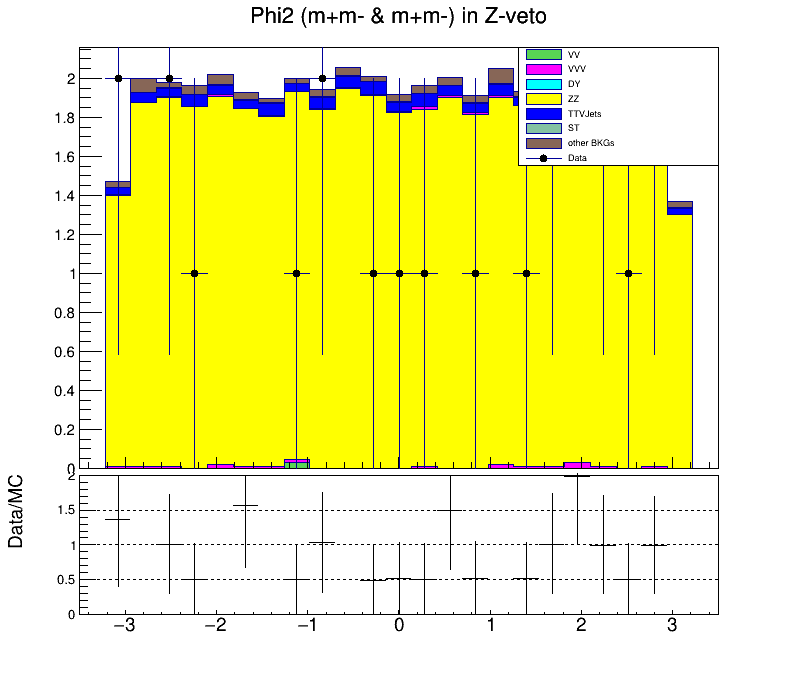 Phi2 (m+m- & m+m-) in Z-veto
VV
VVV
DY
ZZ
TTVJets
ST
other BKGs
Data
2
1.8
1.6
1.4
1.2
1
0.8
0.6
0.4
0.2
0
Data/MC
2
1.5
1
0.5
0
−3 −2 −1 0 1 2 3